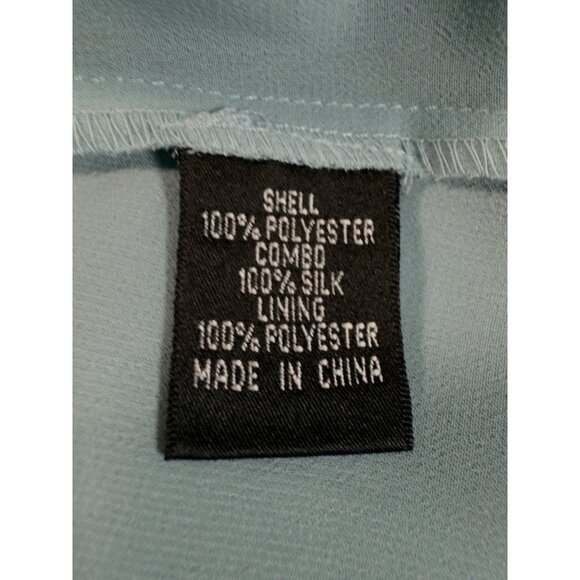 SHELL
100% POLYESTER
COMBO
100% SILK
LINING
100% POLYESTER
MADE IN CHINA